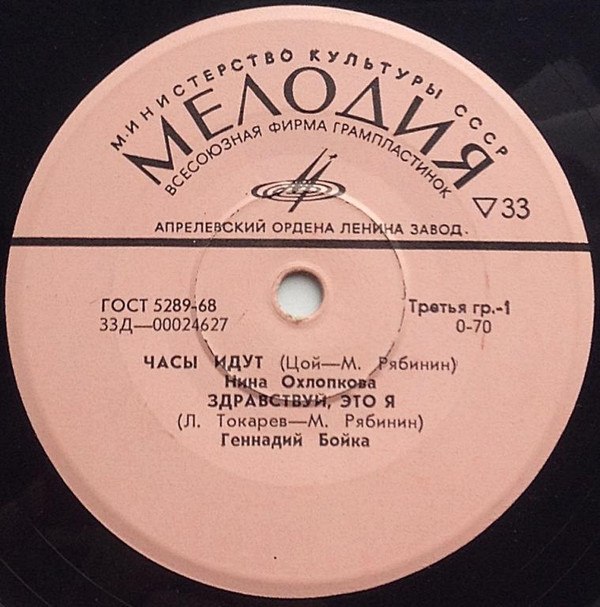 МИНИСТЕРСТВО КУЛЬТУРЫ СССР
МЕЛОДИЯ
ВСЕСОЮЗНАЯ ФИРМА ГРАМПЛАСТИНОК
33
АПРЕЛЕВСКИЙ ОРДЕНА ЛЕНИНА ЗАВОД
ГОСТ 5289-68 Третья гр.-1
33Д—00024627 0-70
ЧАСЫ ИДУТ (Цой—М. Рябинин)
Нина Охлопкова
ЗДРАВСТВУЙ, ЭТО Я
(Л. Токарев—М. Рябинин)
Геннадий Бойка